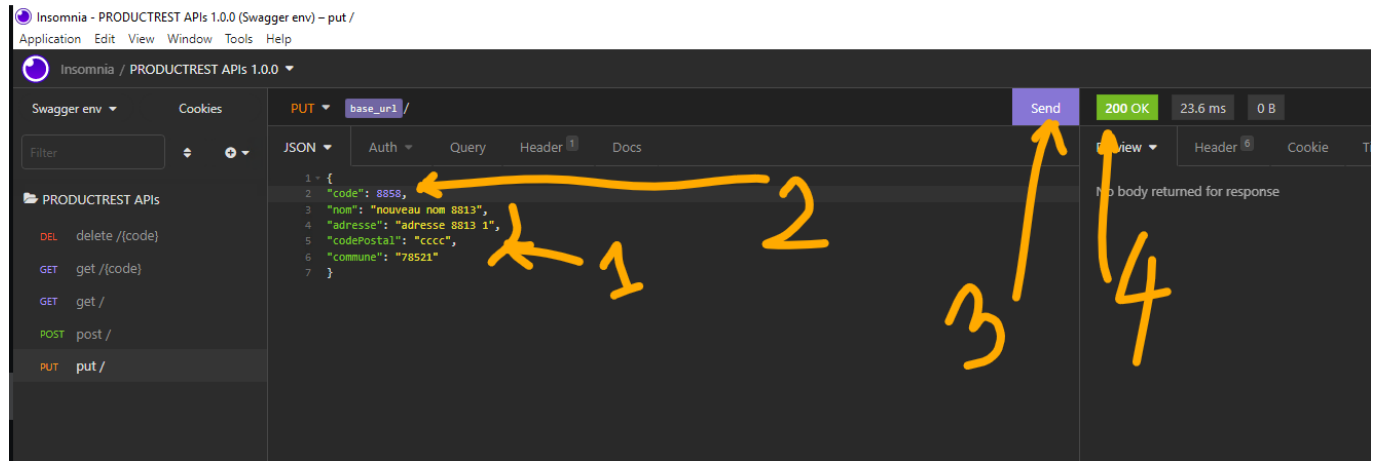 Insomnia - PRODUCTREST APIs 1.0.0 (Swagger env) – put /
Application Edit View Window Tools Help
Insomnia / PRODUCTREST APIs 1.0.0
Swagger env Cookies
PUT base_url /
Send
200 OK 23.6 ms 0 B
Filter
JSON Auth Query Header 1 Docs
Header 6 Cookie
1 {
2 "code": 8858,
3 "nom": "nouveau nom 8813",
4 "adresse": "adresse 8813 1",
5 "codePostal": "cccc",
6 "commune": "78521"
7 }
No body returned for response
PRODUCTREST APIs
DEL delete /{code}
GET get /{code}
GET get /
POST post /
PUT put /
1
2
3
4